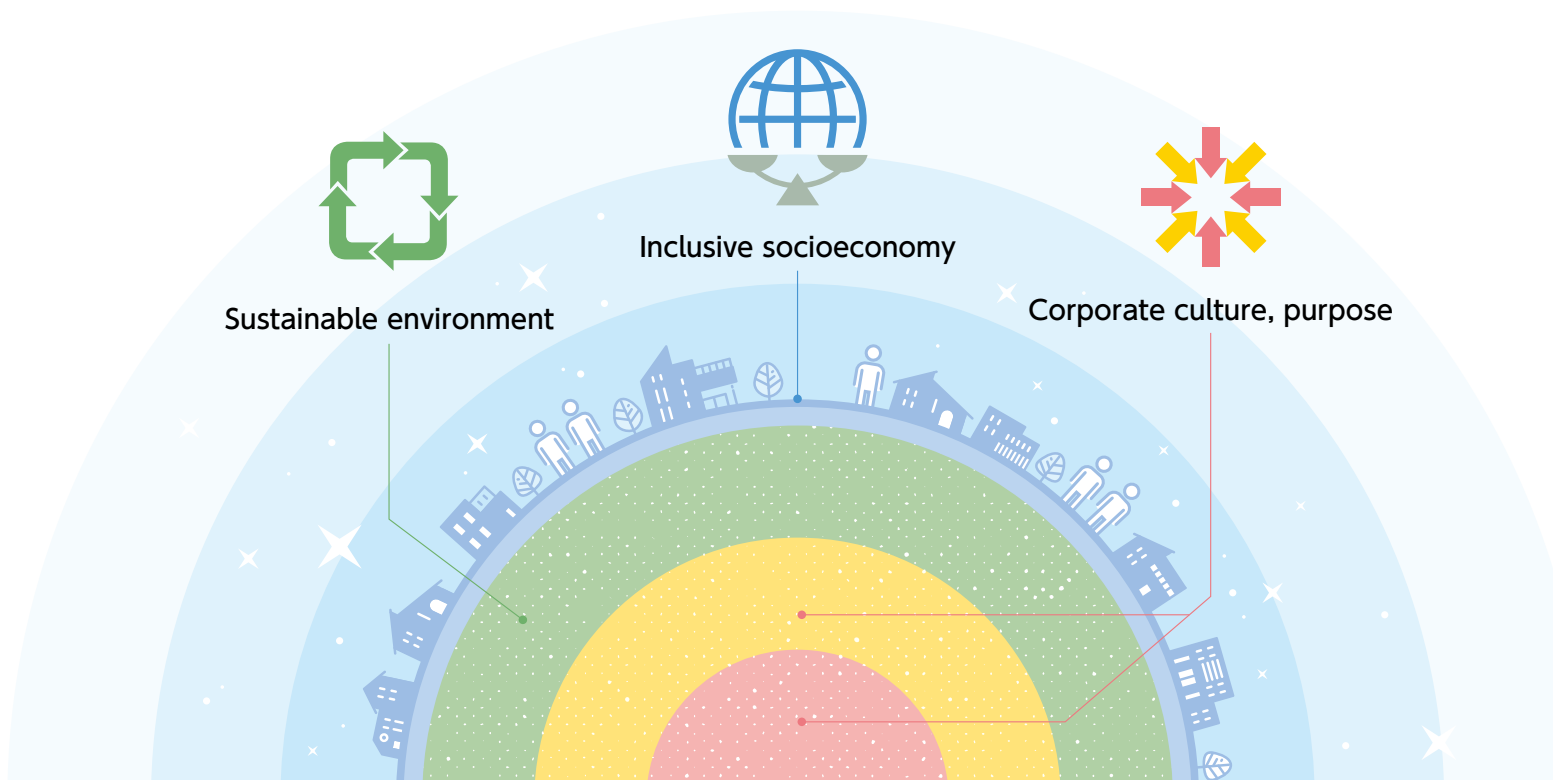 Inclusive socioeconomy
Sustainable environment
Corporate culture, purpose